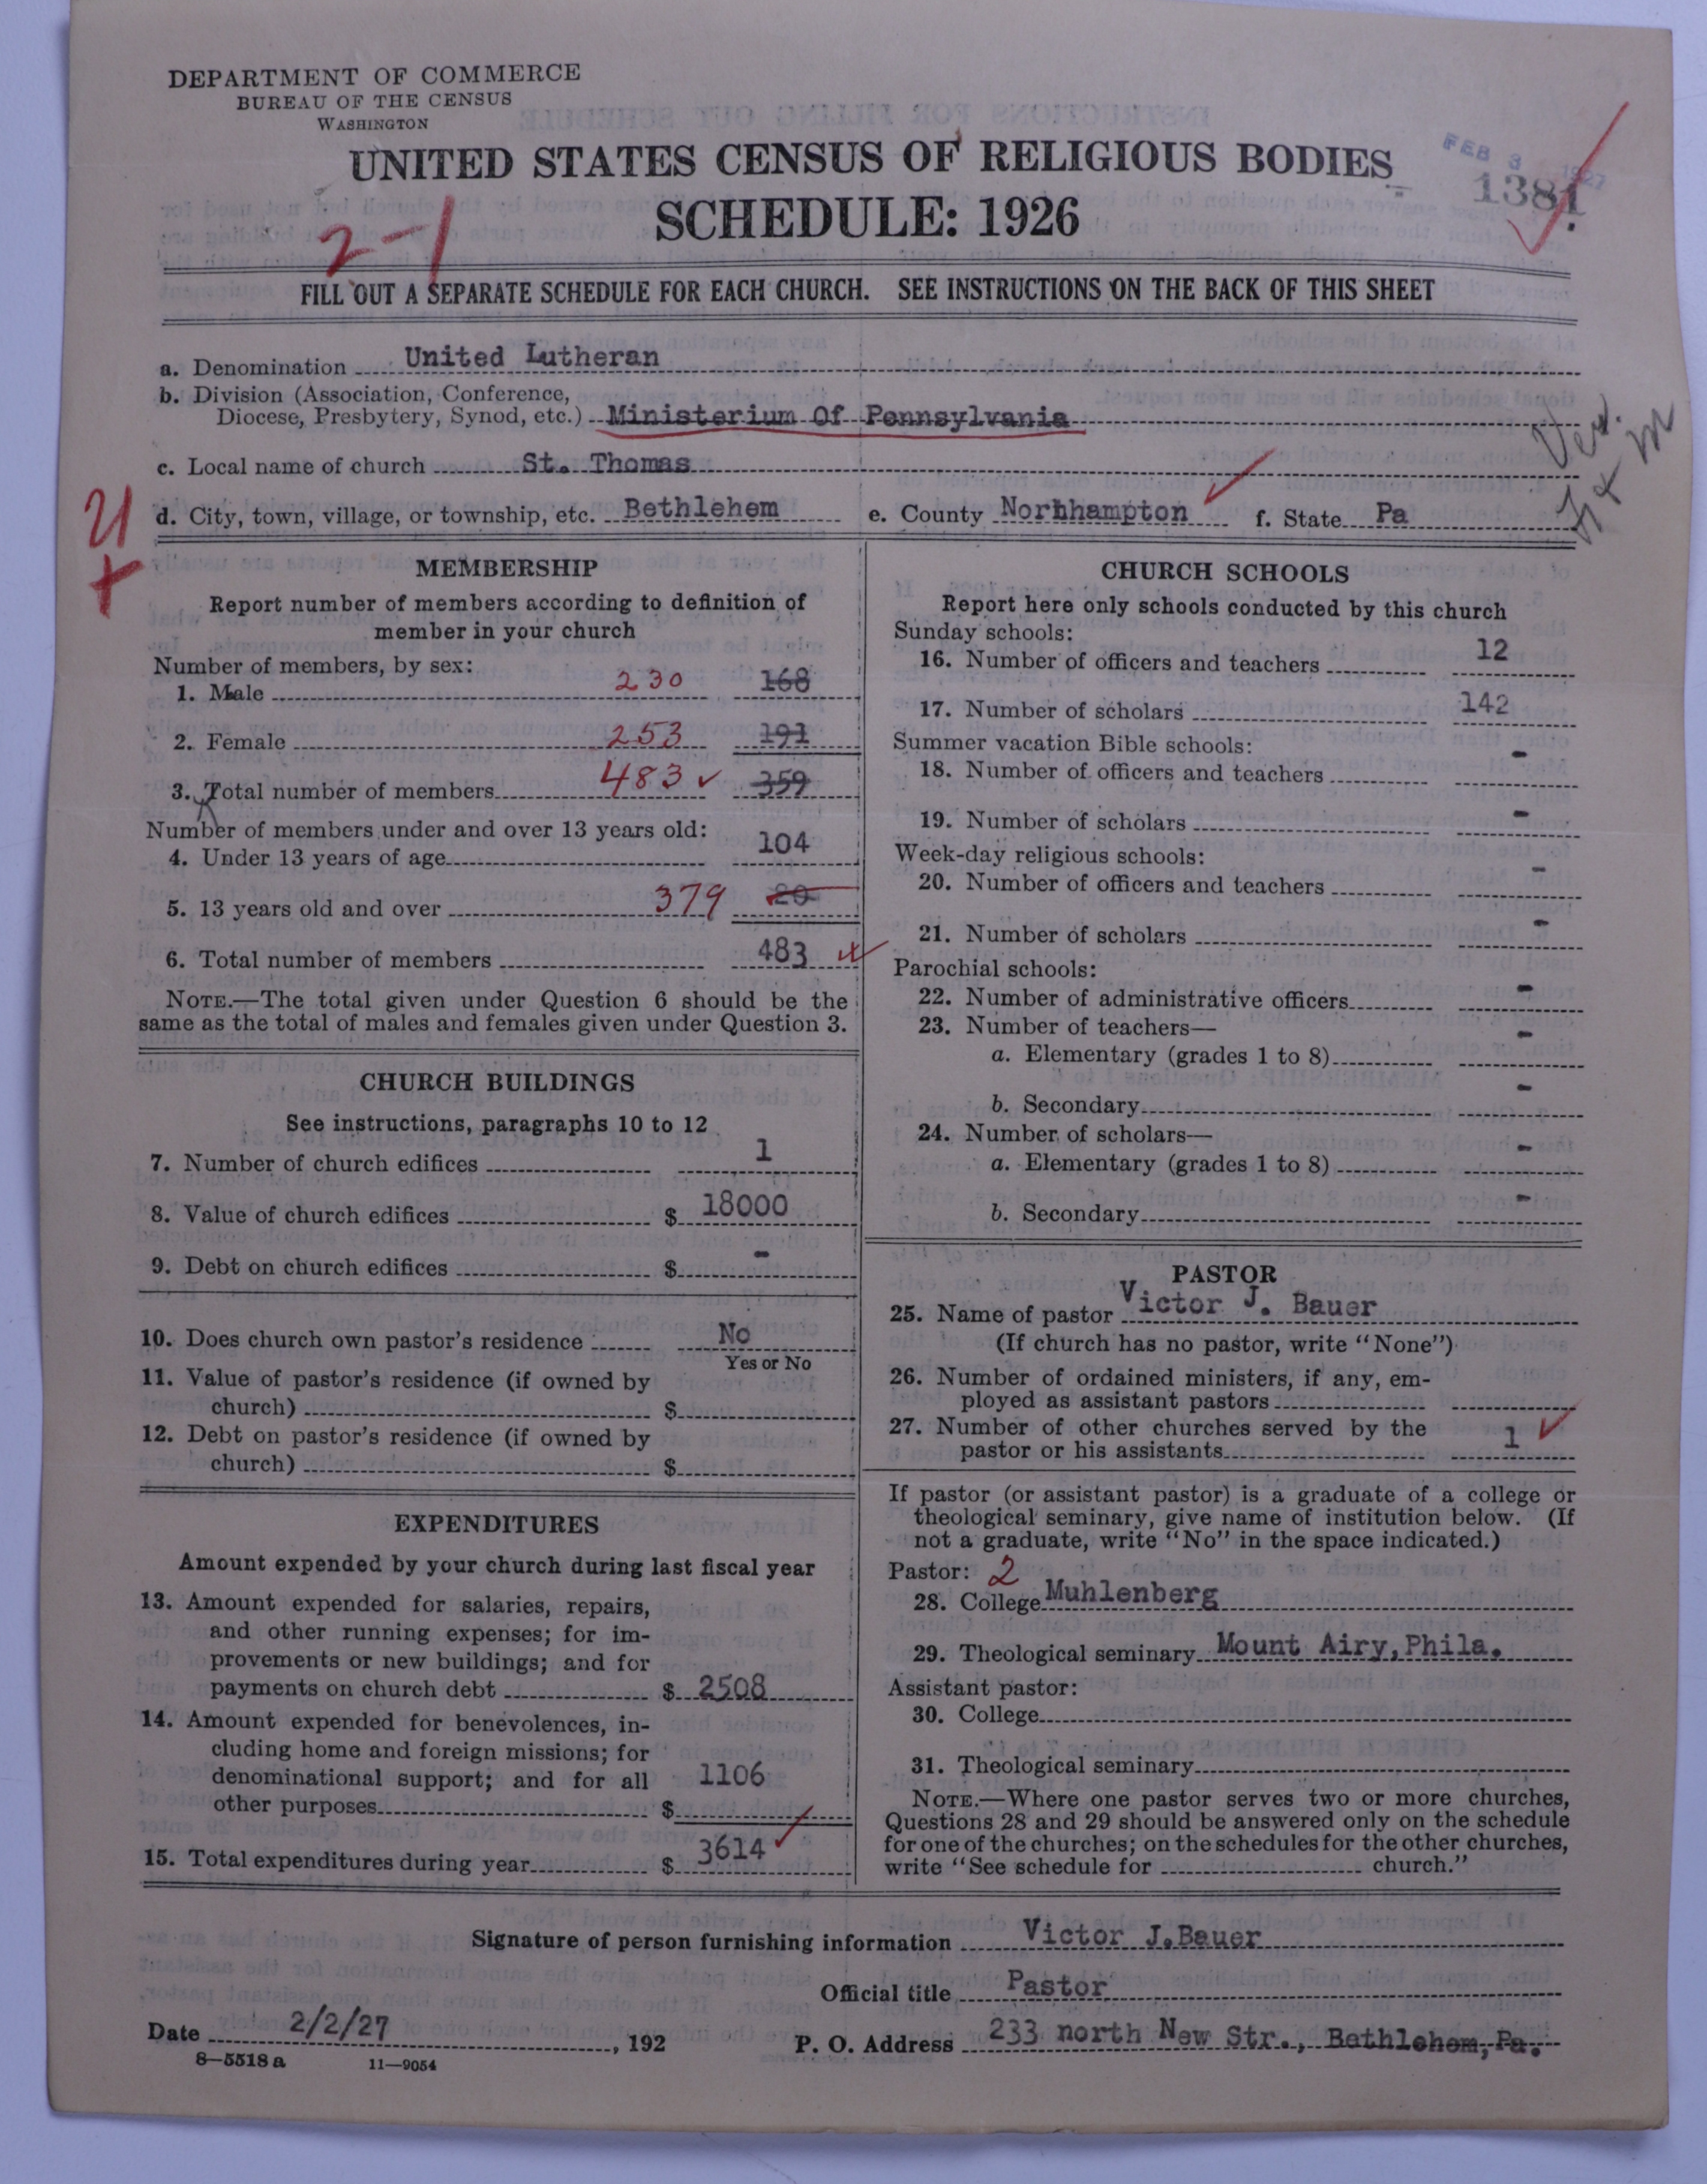 DEPARTMENT OF COMMERCE
BUREAU OF THE CENSUS
WASHINGTON
UNITED STATES CENSUS OF RELIGIOUS BODIES
FEB 3 1927
1381
SCHEDULE: 1926
2-1
FILL OUT A SEPARATE SCHEDULE FOR EACH CHURCH. SEE INSTRUCTIONS ON THE BACK OF THIS SHEET
a. Denomination United Lutheran
b. Division (Association, Conference,
Diocese, Presbytery, Synod, etc.) Ministerium Of Pennsylvania
c. Local name of church St. Thomas
d. City, town, village, or township, etc. Bethlehem e. County Northhampton f. State Pa
MEMBERSHIP
Report number of members according to definition of
member in your church
Number of members, by sex:
1. Male 230 168
2. Female 253 191
3. Total number of members 483 359
Number of members under and over 13 years old:
4. Under 13 years of age 104
5. 13 years old and over 379 20
6. Total number of members 483
NOTE.—The total given under Question 6 should be the
same as the total of males and females given under Question 3.
CHURCH BUILDINGS
See instructions, paragraphs 10 to 12
7. Number of church edifices 1
8. Value of church edifices $ 18000
9. Debt on church edifices $ -
10. Does church own pastor's residence No
Yes or No
11. Value of pastor's residence (if owned by
church) $
12. Debt on pastor's residence (if owned by
church) $
EXPENDITURES
Amount expended by your church during last fiscal year
13. Amount expended for salaries, repairs,
and other running expenses; for im-
provements or new buildings; and for
payments on church debt $ 2508
14. Amount expended for benevolences, in-
cluding home and foreign missions; for
denominational support; and for all
other purposes $ 1106
15. Total expenditures during year $ 3614
CHURCH SCHOOLS
Report here only schools conducted by this church
Sunday schools:
16. Number of officers and teachers 12
17. Number of scholars 142
Summer vacation Bible schools:
18. Number of officers and teachers -
19. Number of scholars -
Week-day religious schools:
20. Number of officers and teachers -
21. Number of scholars -
Parochial schools:
22. Number of administrative officers -
23. Number of teachers—
a. Elementary (grades 1 to 8) -
b. Secondary -
24. Number of scholars—
a. Elementary (grades 1 to 8) -
b. Secondary -
PASTOR
25. Name of pastor Victor J. Bauer
(If church has no pastor, write "None")
26. Number of ordained ministers, if any, em-
ployed as assistant pastors
27. Number of other churches served by the
pastor or his assistants 1
If pastor (or assistant pastor) is a graduate of a college or
theological seminary, give name of institution below. (If
not a graduate, write "No" in the space indicated.)
Pastor: 2
28. College Muhlenberg
29. Theological seminary Mount Airy, Phila.
Assistant pastor:
30. College
31. Theological seminary
NOTE.—Where one pastor serves two or more churches,
Questions 28 and 29 should be answered only on the schedule
for one of the churches; on the schedules for the other churches,
write "See schedule for church."
Signature of person furnishing information Victor J.Bauer
Official title Pastor
Date 2/2/27, 192 P. O. Address 233 north New Str., Bethlehem, Pa.
8—5518 a 11—9054